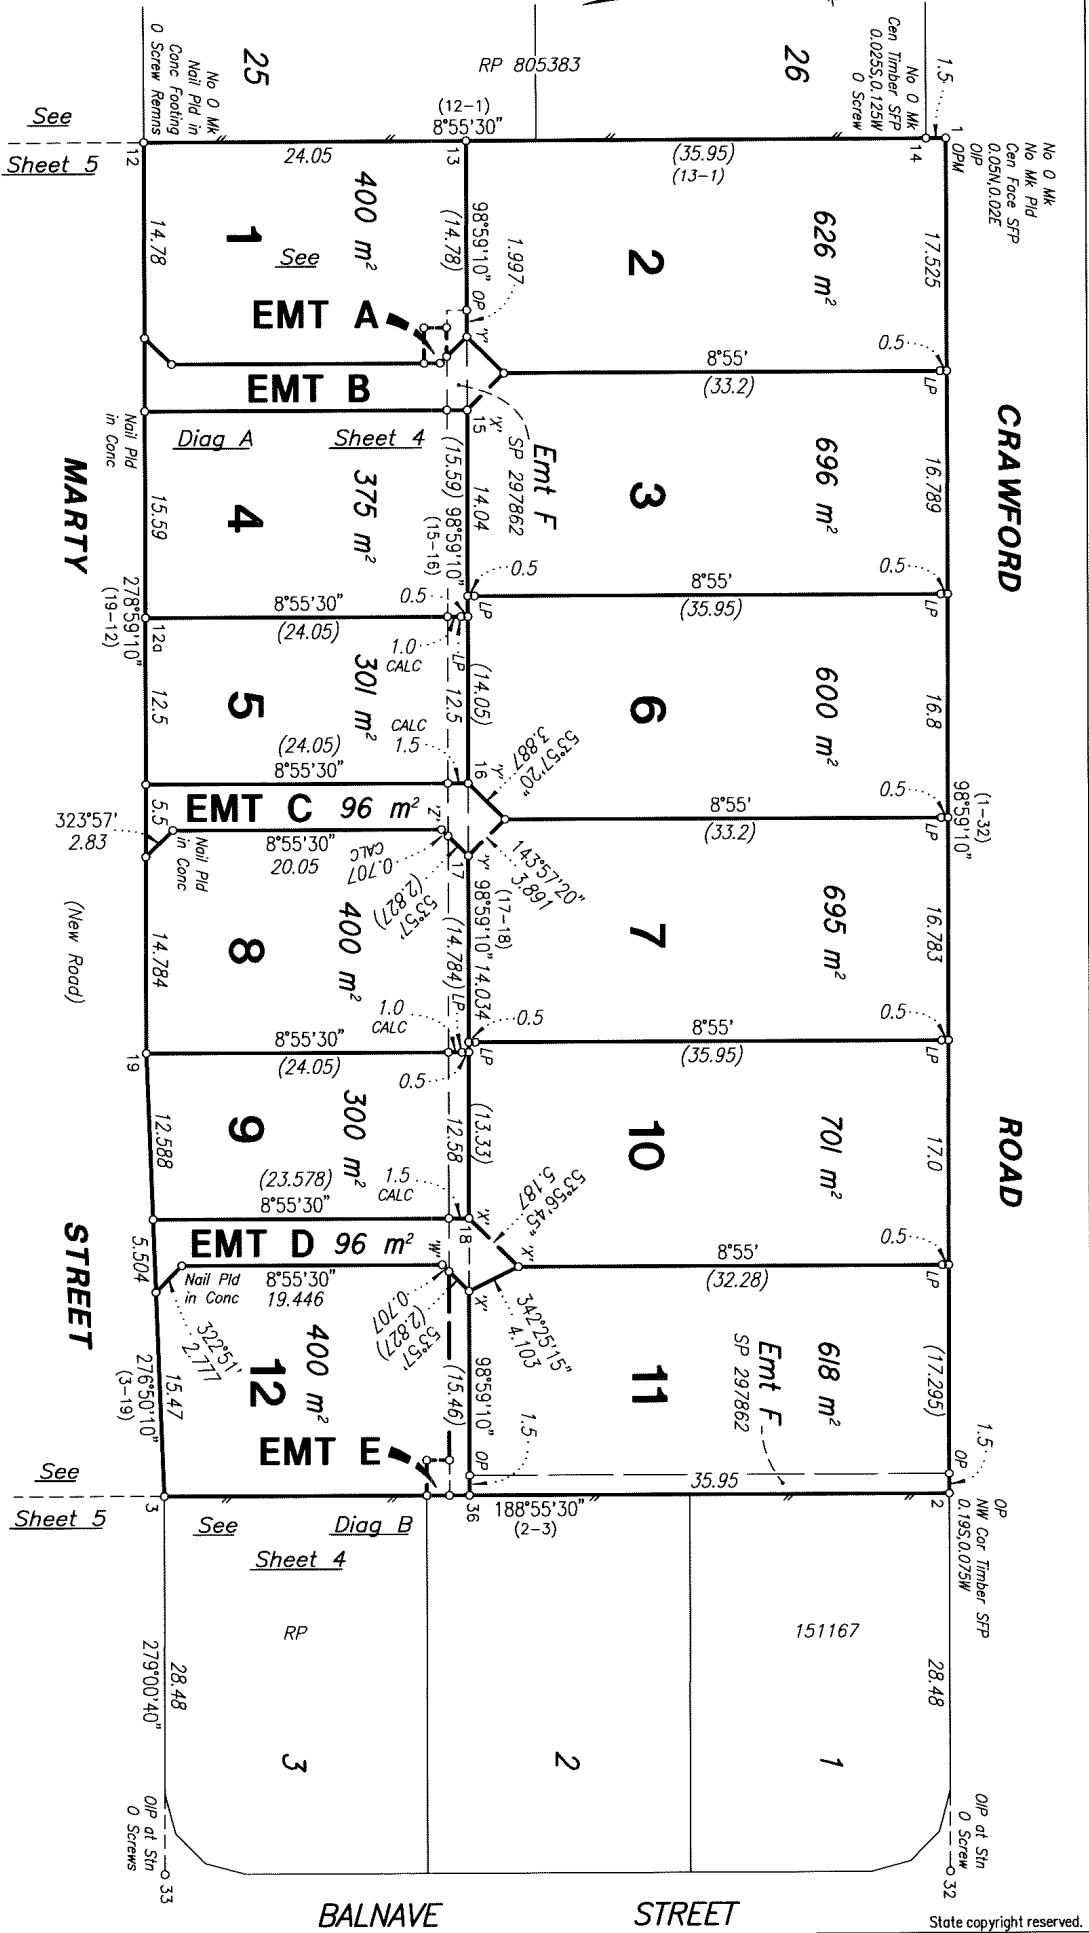 CRAWFORD
ROAD
No O Mk
No Mk Pld
Cen Face SFP
0.05N,0.02E
OIP
OPM
1
1.5
No O Mk
Cen Timber SFP
0.025S,0.125W
O Screw
14
17.525
0.5
LP
16.789
0.5
LP
16.8
(1-32)
98°59'10"
0.5
LP
16.783
0.5
LP
17.0
LP
(17.295)
1.5
OP
2
OP
NW Cor Timber SFP
0.19S,0.075W
28.48
OIP at Stn
O Screw
32
26
RP 805383
25
(12-1)
8°55'30"
(35.95)
(13-1)
24.05
13
626 m²
2
8°55'
(33.2)
696 m²
3
8°55'
(35.95)
600 m²
6
8°55'
(33.2)
695 m²
7
8°55'
(35.95)
701 m²
10
8°55'
(32.28)
618 m²
11
Emt F
SP 297862
35.95
188°55'30"
(2-3)
151167
1
2
3
RP
98°59'10"
(14.78)
OP
1.997
'Y'
'X'
15
Emt F
SP 297862
(15.59)
98°59'10"
(15-16)
14.04
0.5
LP
0.5
1.0
CALC
LP
12.5
(14.05)
CALC
1.5
16
'Y'
53°57'20"
3.887
143°57'20"
3.891
'Y'
17
(17-18)
98°59'10"
14.034
(14.784)
LP
1.0
CALC
0.5
LP
0.5
(13.33)
12.58
1.5
CALC
'X'
18
53°56'45"
5.187
'X'
'X'
342°25'15"
4.103
98°59'10"
(15.46)
1.5
OP
36
1
400 m²
See
EMT A
EMT B
Diag A
Sheet 4
4
375 m²
8°55'30"
(24.05)
5
301 m²
(24.05)
8°55'30"
EMT C 96 m²
'Z'
8°55'30"
20.05
0.707
CALC
53°57'
(2.827)
Nail Pld
in Conc
8
400 m²
8°55'30"
(24.05)
9
300 m²
(23.578)
8°55'30"
EMT D 96 m²
'W'
Nail Pld
in Conc
8°55'30"
19.446
0.707
53°57'
(2.827)
322°51'
2.777
12
400 m²
EMT E
See
Diag B
Sheet 4
No O Mk
Nail Pld in
Conc Footing
O Screw Remns
See
Sheet 5
12
14.78
Nail Pld
in Conc
15.59
278°59'10"
(19-12)
12a
12.5
5.5
323°57'
2.83
14.784
19
12.588
5.504
15.47
276°50'10"
(3-19)
3
See
Sheet 5
28.48
279°00'40"
OIP at Stn
O Screws
33
MARTY
(New Road)
STREET
BALNAVE STREET
State copyright reserved.